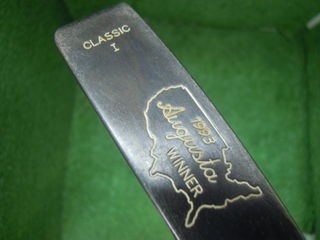 CLASSIC
I
1993
Augusta
WINNER